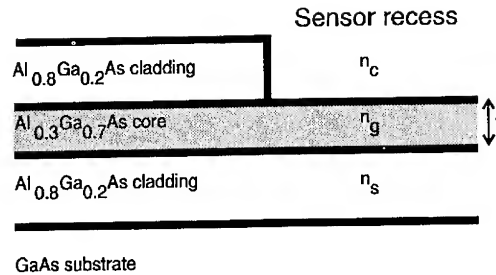 Sensor recess
Al0.8Ga0.2As cladding nc
Al0.3Ga0.7As core ng
Al0.8Ga0.2As cladding ns
GaAs substrate